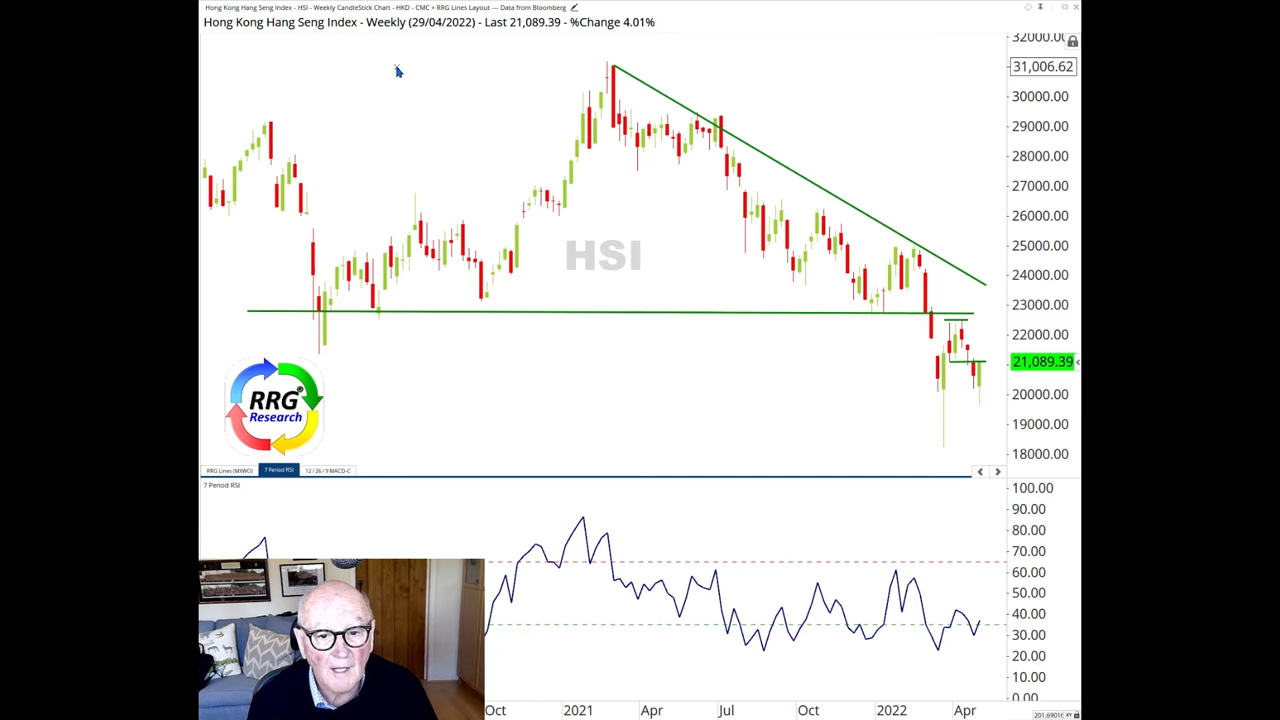 Hong Kong Hang Seng Index - HSI - Weekly CandleStick Chart - HKD - CMC + RRG Lines Layout --- Data from Bloomberg
Hong Kong Hang Seng Index - Weekly (29/04/2022) - Last 21,089.39 - %Change 4.01%
32000.00
31,006.62
30000.00
29000.00
28000.00
27000.00
26000.00
25000.00
24000.00
23000.00
22000.00
21,089.39
20000.00
19000.00
18000.00
HSI
RRG®
Research
RRG Lines (MXWO)
7 Period RSI
12 / 26 / 9 MACD-C
7 Period RSI
100.00
90.00
80.00
70.00
60.00
50.00
40.00
30.00
20.00
10.00
0.00
Oct 2021 Apr Jul Oct 2022 Apr
XY